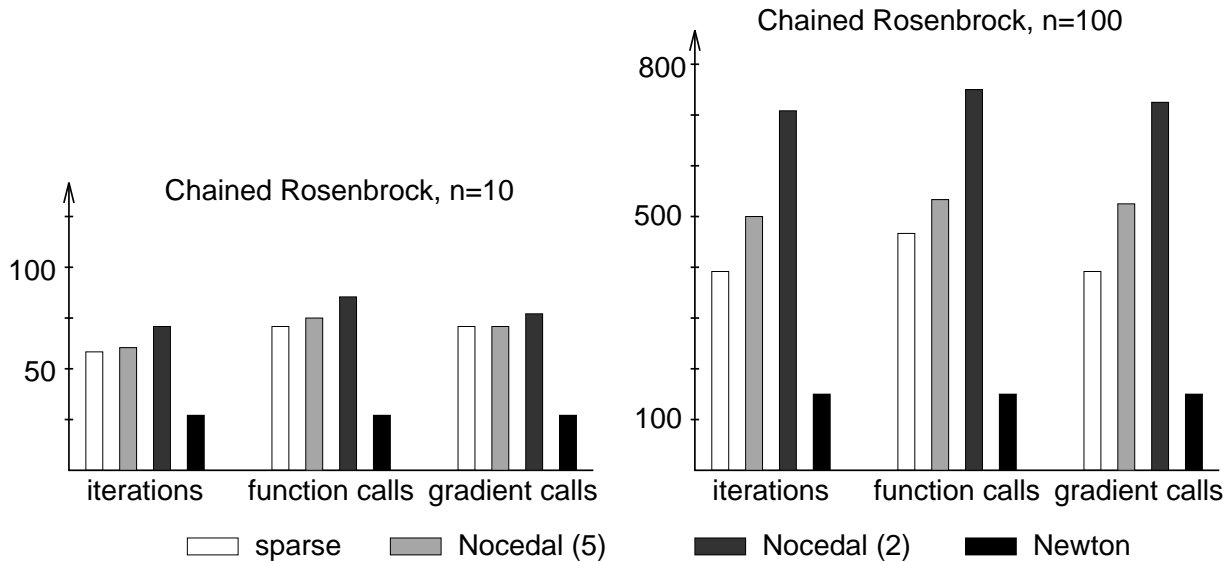 Chained Rosenbrock, n=10
100
50
iterations function calls gradient calls
Chained Rosenbrock, n=100
800
500
100
iterations function calls gradient calls
sparse Nocedal (5) Nocedal (2) Newton